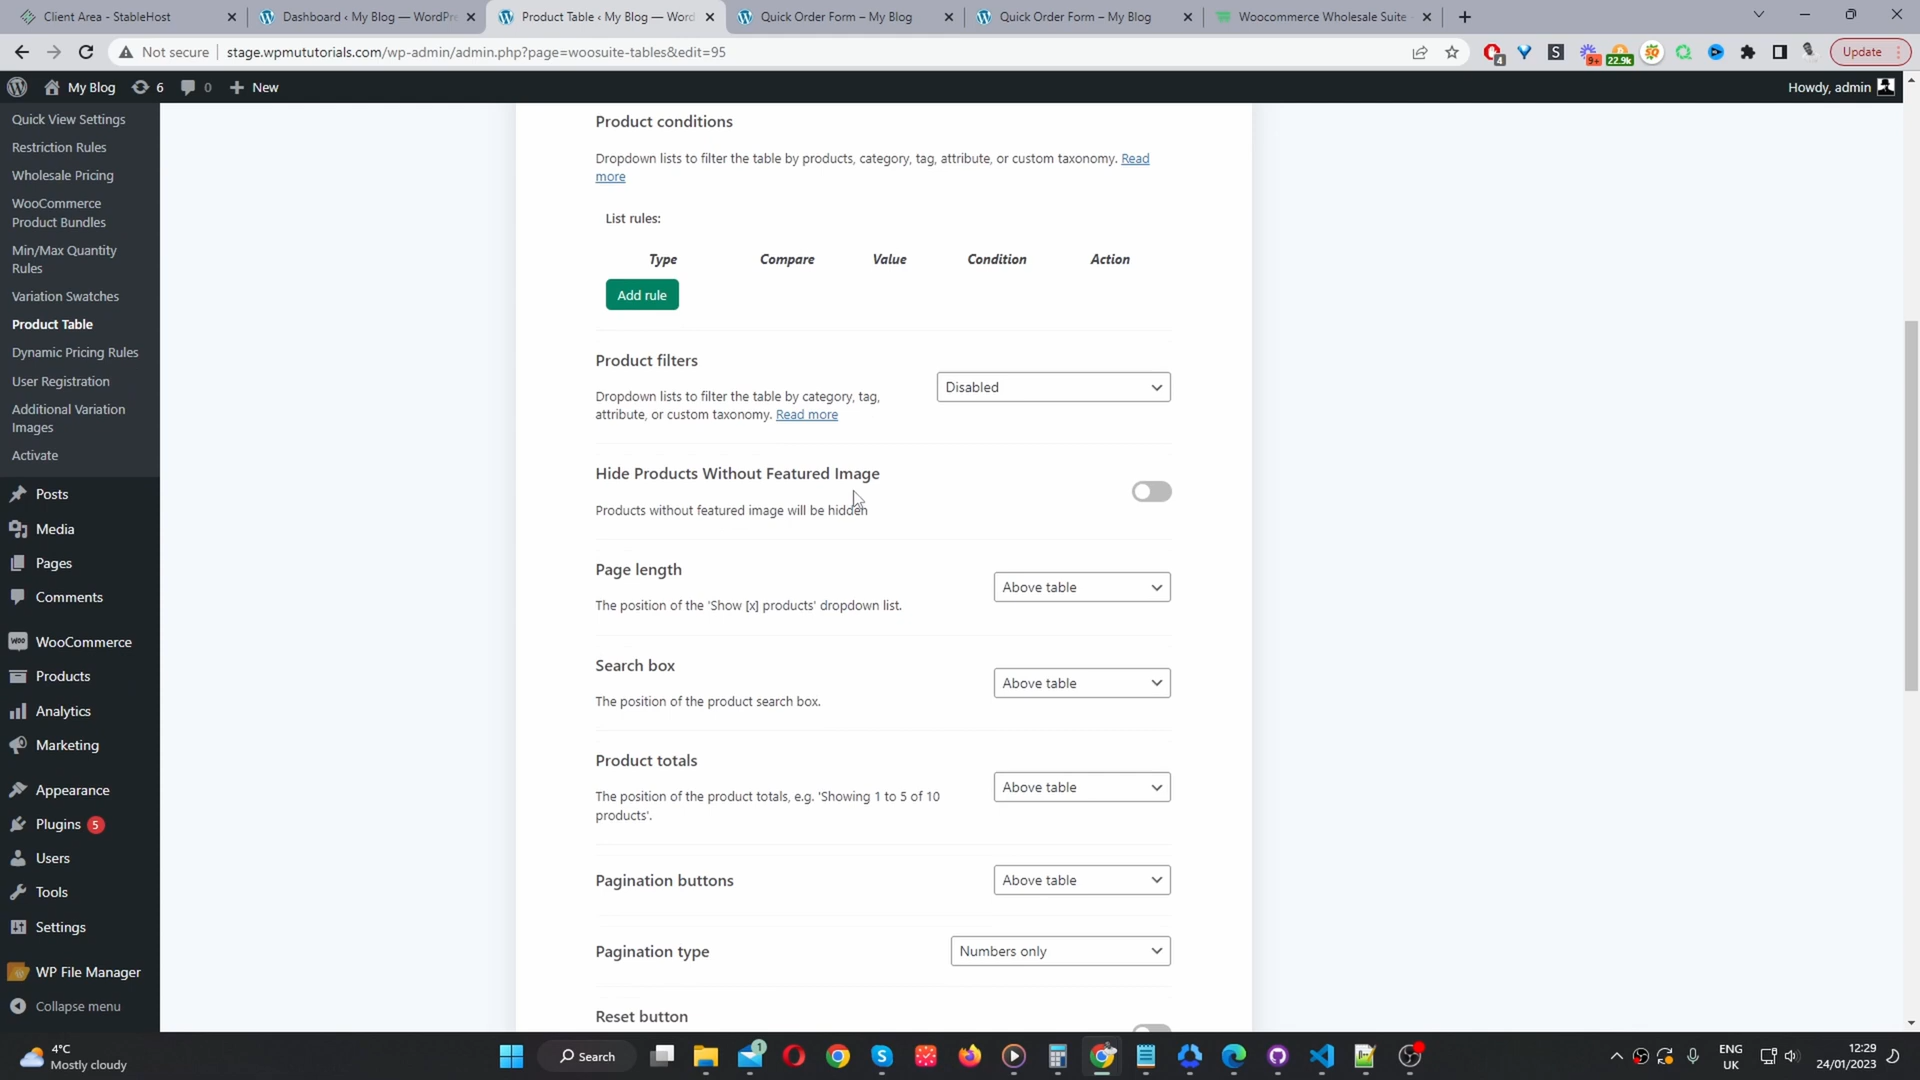 Client Area - StableHost
Dashboard ‹ My Blog — WordPre
Product Table ‹ My Blog — Word
Quick Order Form – My Blog
Quick Order Form – My Blog
Woocommerce Wholesale Suite
Not secure
stage.wpmututorials.com/wp-admin/admin.php?page=woosuite-tables&edit=95
4
S
9+
22.9k
Update
My Blog
6
0
New
Howdy, admin
Quick View Settings
Restriction Rules
Wholesale Pricing
WooCommerce
Product Bundles
Min/Max Quantity
Rules
Variation Swatches
Product Table
Dynamic Pricing Rules
User Registration
Additional Variation
Images
Activate
Posts
Media
Pages
Comments
WooCommerce
Products
Analytics
Marketing
Appearance
Plugins 5
Users
Tools
Settings
WP File Manager
Collapse menu
Product conditions
Dropdown lists to filter the table by products, category, tag, attribute, or custom taxonomy. Read
more
List rules:
Type Compare Value Condition Action
Add rule
Product filters
Disabled
Dropdown lists to filter the table by category, tag,
attribute, or custom taxonomy. Read more
Hide Products Without Featured Image
Products without featured image will be hidden
Page length
Above table
The position of the 'Show [x] products' dropdown list.
Search box
Above table
The position of the product search box.
Product totals
Above table
The position of the product totals, e.g. 'Showing 1 to 5 of 10
products'.
Pagination buttons
Above table
Pagination type
Numbers only
Reset button
4°C
Mostly cloudy
Search
1
ENG
UK
12:29
24/01/2023